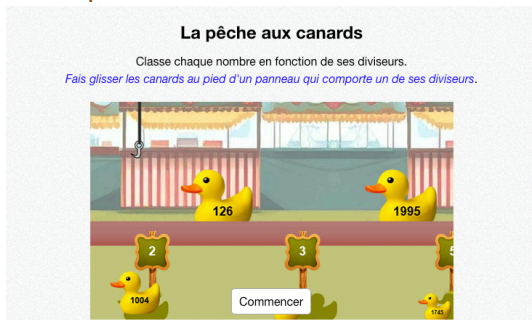 La pêche aux canards
Classe chaque nombre en fonction de ses diviseurs.
Fais glisser les canards au pied d'un panneau qui comporte un de ses diviseurs.
126
1995
2
3
5
1004
1745
Commencer